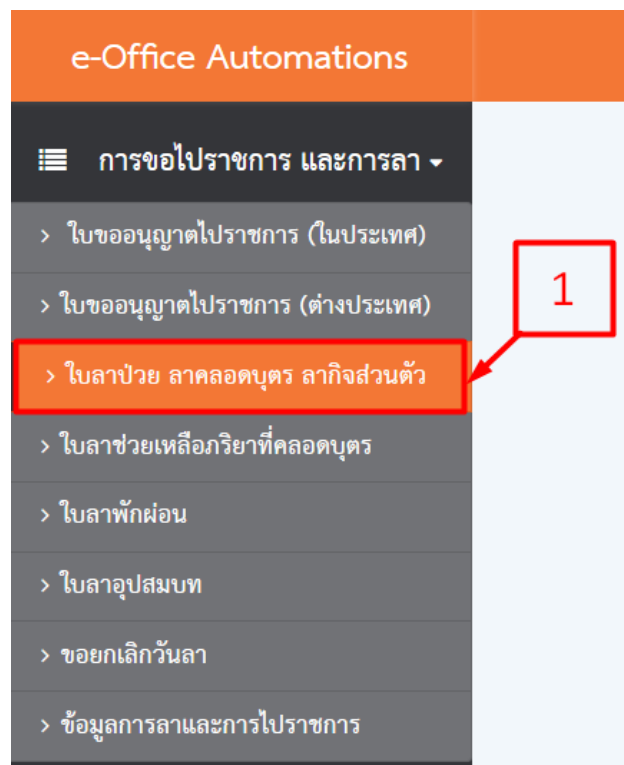 e-Office Automations
การขอไปราชการ และการลา
> ใบขออนุญาตไปราชการ (ในประเทศ)
1
> ใบขออนุญาตไปราชการ (ต่างประเทศ)
> ใบลาป่วย ลาคลอดบุตร ลากิจส่วนตัว
> ใบลาช่วยเหลือภริยาที่คลอดบุตร
> ใบลาพักผ่อน
> ใบลาอุปสมบท
> ขอยกเลิกวันลา
> ข้อมูลการลาและการไปราชการ